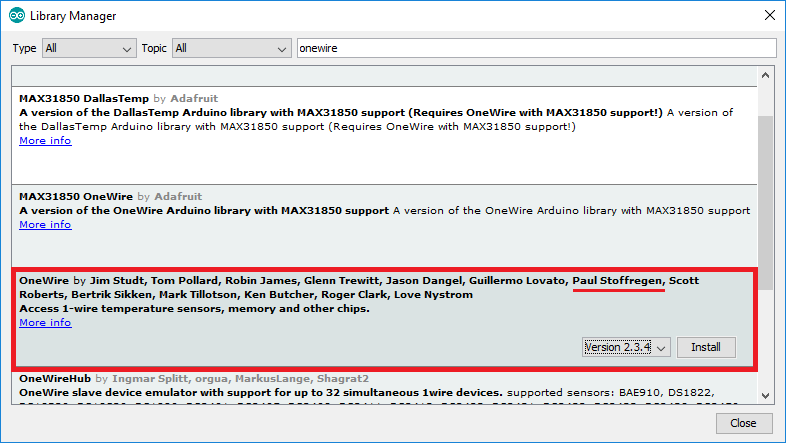 Library Manager
Type All Topic All onewire
MAX31850 DallasTemp by Adafruit
A version of the DallasTemp Arduino library with MAX31850 support (Requires OneWire with MAX31850 support!) A version of
the DallasTemp Arduino library with MAX31850 support (Requires OneWire with MAX31850 support!)
More info
MAX31850 OneWire by Adafruit
A version of the OneWire Arduino library with MAX31850 support A version of the OneWire Arduino library with MAX31850 support
More info
OneWire by Jim Studt, Tom Pollard, Robin James, Glenn Trewitt, Jason Dangel, Guillermo Lovato, Paul Stoffregen, Scott
Roberts, Bertrik Sikken, Mark Tillotson, Ken Butcher, Roger Clark, Love Nystrom
Access 1-wire temperature sensors, memory and other chips.
More info
Version 2.3.4 Install
OneWireHub by Ingmar Splitt, orgua, MarkusLange, Shagrat2
OneWire slave device emulator with support for up to 32 simultaneous 1wire devices. supported sensors: BAE910, DS1822,
Close